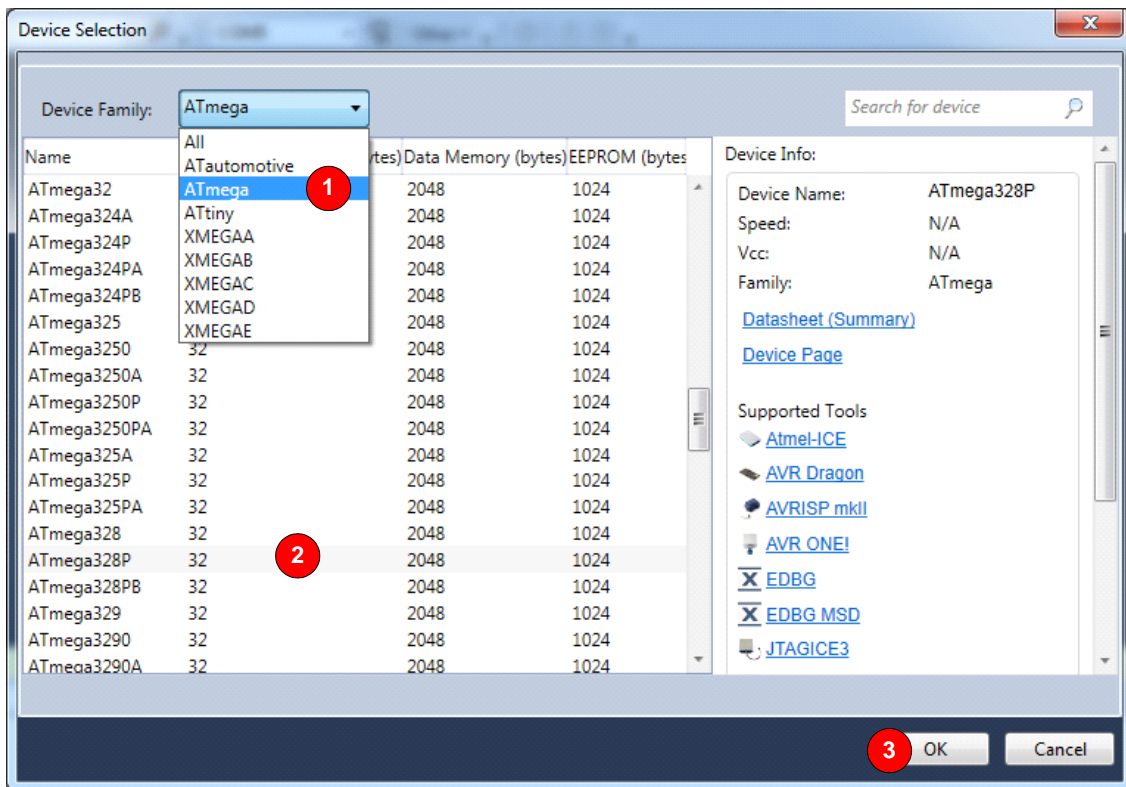 Device Selection
Device Family: ATmega
Search for device
All
ATautomotive
ATmega 1
ATtiny
XMEGAA
XMEGAB
XMEGAC
XMEGAD
XMEGAE
Name Data Memory (bytes) EEPROM (bytes
ATmega32 2048 1024
ATmega324A 2048 1024
ATmega324P 2048 1024
ATmega324PA 2048 1024
ATmega324PB 2048 1024
ATmega325 2048 1024
ATmega3250 32 2048 1024
ATmega3250A 32 2048 1024
ATmega3250P 32 2048 1024
ATmega3250PA 32 2048 1024
ATmega325A 32 2048 1024
ATmega325P 32 2048 1024
ATmega325PA 32 2048 1024
ATmega328 32 2048 1024
ATmega328P 32 2 2048 1024
ATmega328PB 32 2048 1024
ATmega329 32 2048 1024
ATmega3290 32 2048 1024
ATmega3290A 32 2048 1024
Device Info:
Device Name: ATmega328P
Speed: N/A
Vcc: N/A
Family: ATmega
Datasheet (Summary)
Device Page
Supported Tools
Atmel-ICE
AVR Dragon
AVRISP mkII
AVR ONE!
EDBG
EDBG MSD
JTAGICE3
3 OK Cancel